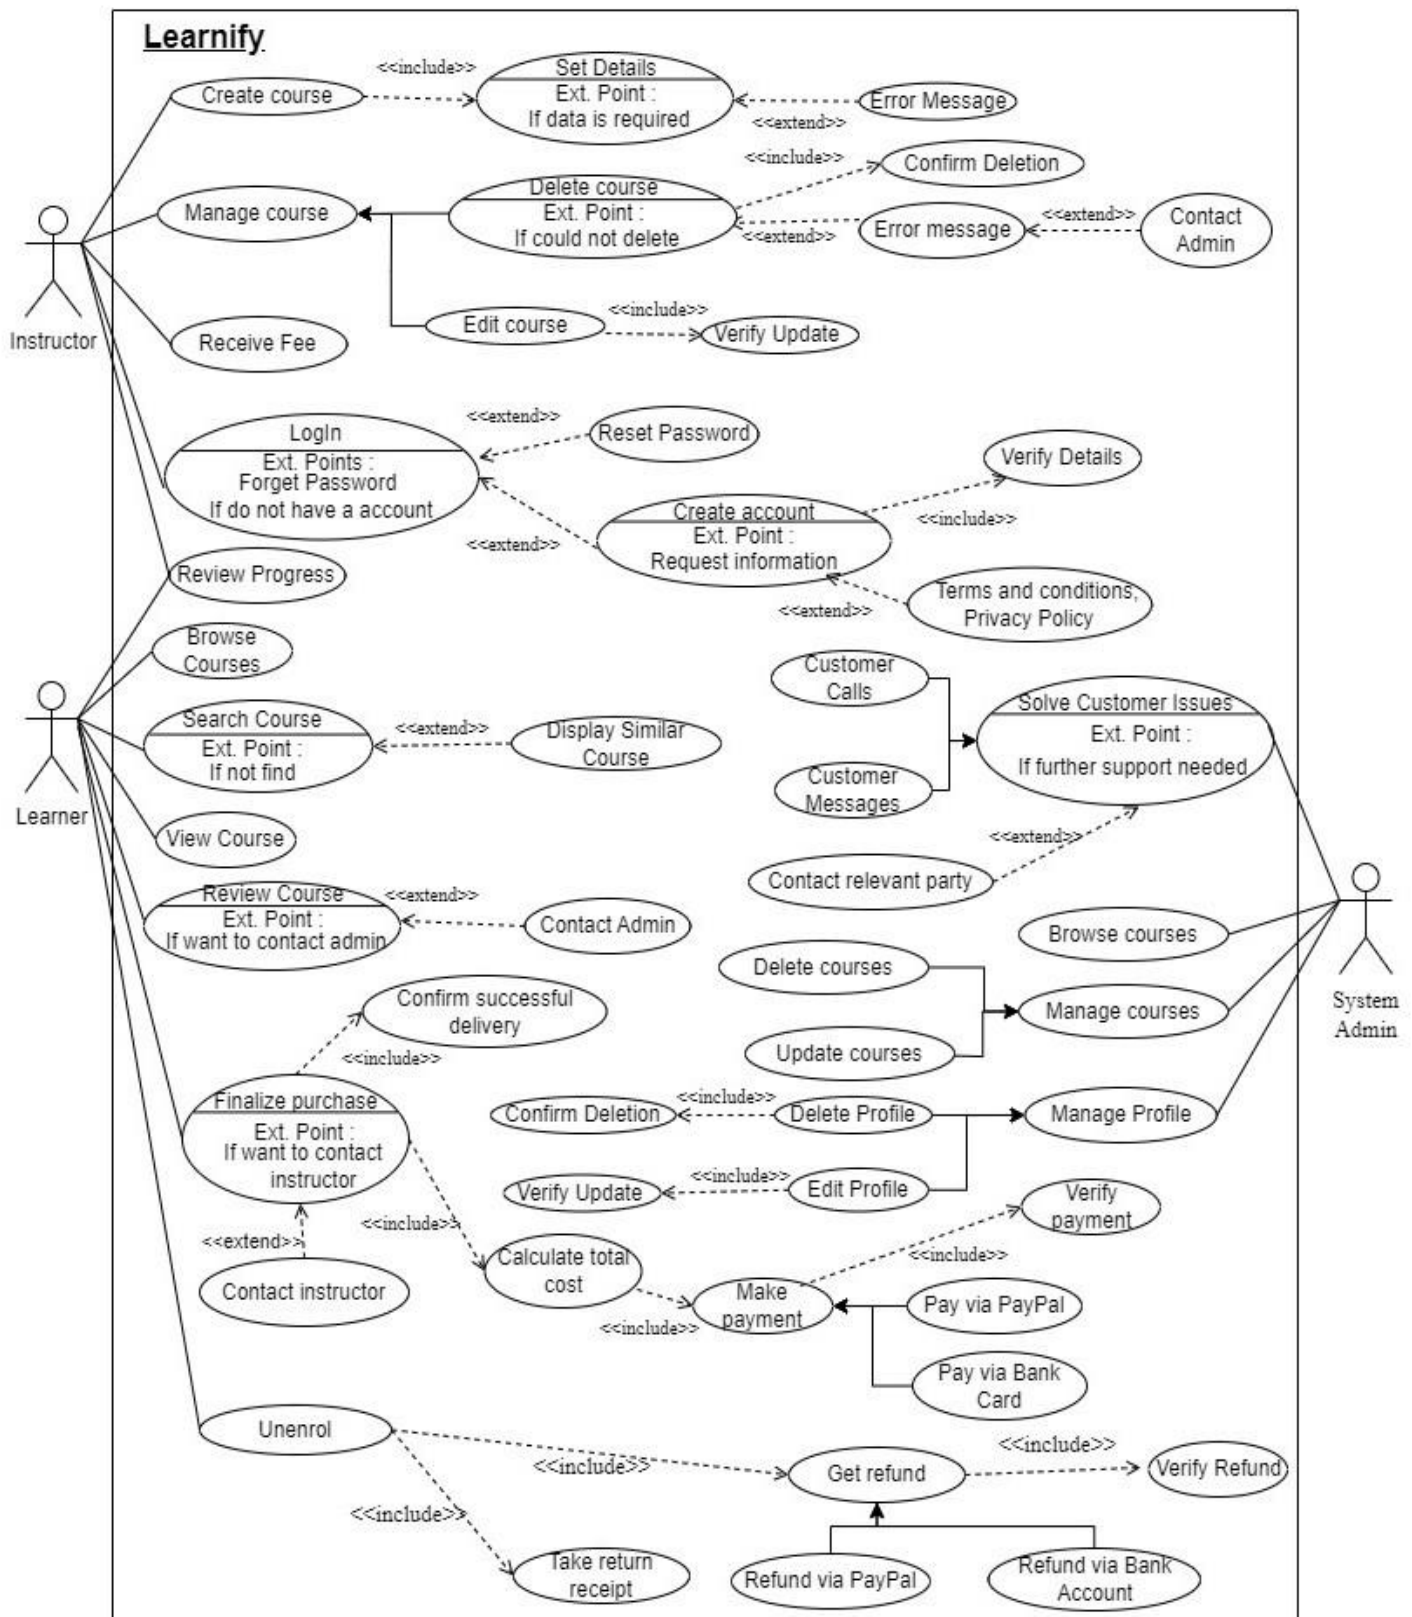 Learnify
<<include>>
Set Details
Create course
Ext. Point :
If data is required
Error Message
<<extend>>
<<include>>
Confirm Deletion
Delete course
Manage course
Ext. Point :
If could not delete
<<extend>>
Error message
<<extend>>
Contact
Admin
Instructor
Receive Fee
Edit course
<<include>>
Verify Update
LogIn
Ext. Points :
Forget Password
If do not have a account
<<extend>>
Reset Password
<<extend>>
Create account
Ext. Point :
Request information
Verify Details
<<include>>
Terms and conditions,
Privacy Policy
<<extend>>
Review Progress
Browse
Courses
Learner
Search Course
Ext. Point :
If not find
<<extend>>
Display Similar
Course
Customer
Calls
Customer
Messages
Solve Customer Issues
Ext. Point :
If further support needed
<<extend>>
Contact relevant party
View Course
Review Course
Ext. Point :
If want to contact admin
<<extend>>
Contact Admin
Browse courses
System
Admin
Delete courses
Manage courses
Update courses
Confirm successful
delivery
<<include>>
Finalize purchase
Ext. Point :
If want to contact
instructor
Confirm Deletion
<<include>>
Delete Profile
Manage Profile
Verify Update
<<include>>
Edit Profile
<<extend>>
Contact instructor
<<include>>
Calculate total
cost
<<include>>
Make
payment
<<include>>
Verify
payment
Pay via PayPal
Pay via Bank
Card
Unenrol
<<include>>
Get refund
<<include>>
Verify Refund
<<include>>
Take return
receipt
Refund via PayPal
Refund via Bank
Account